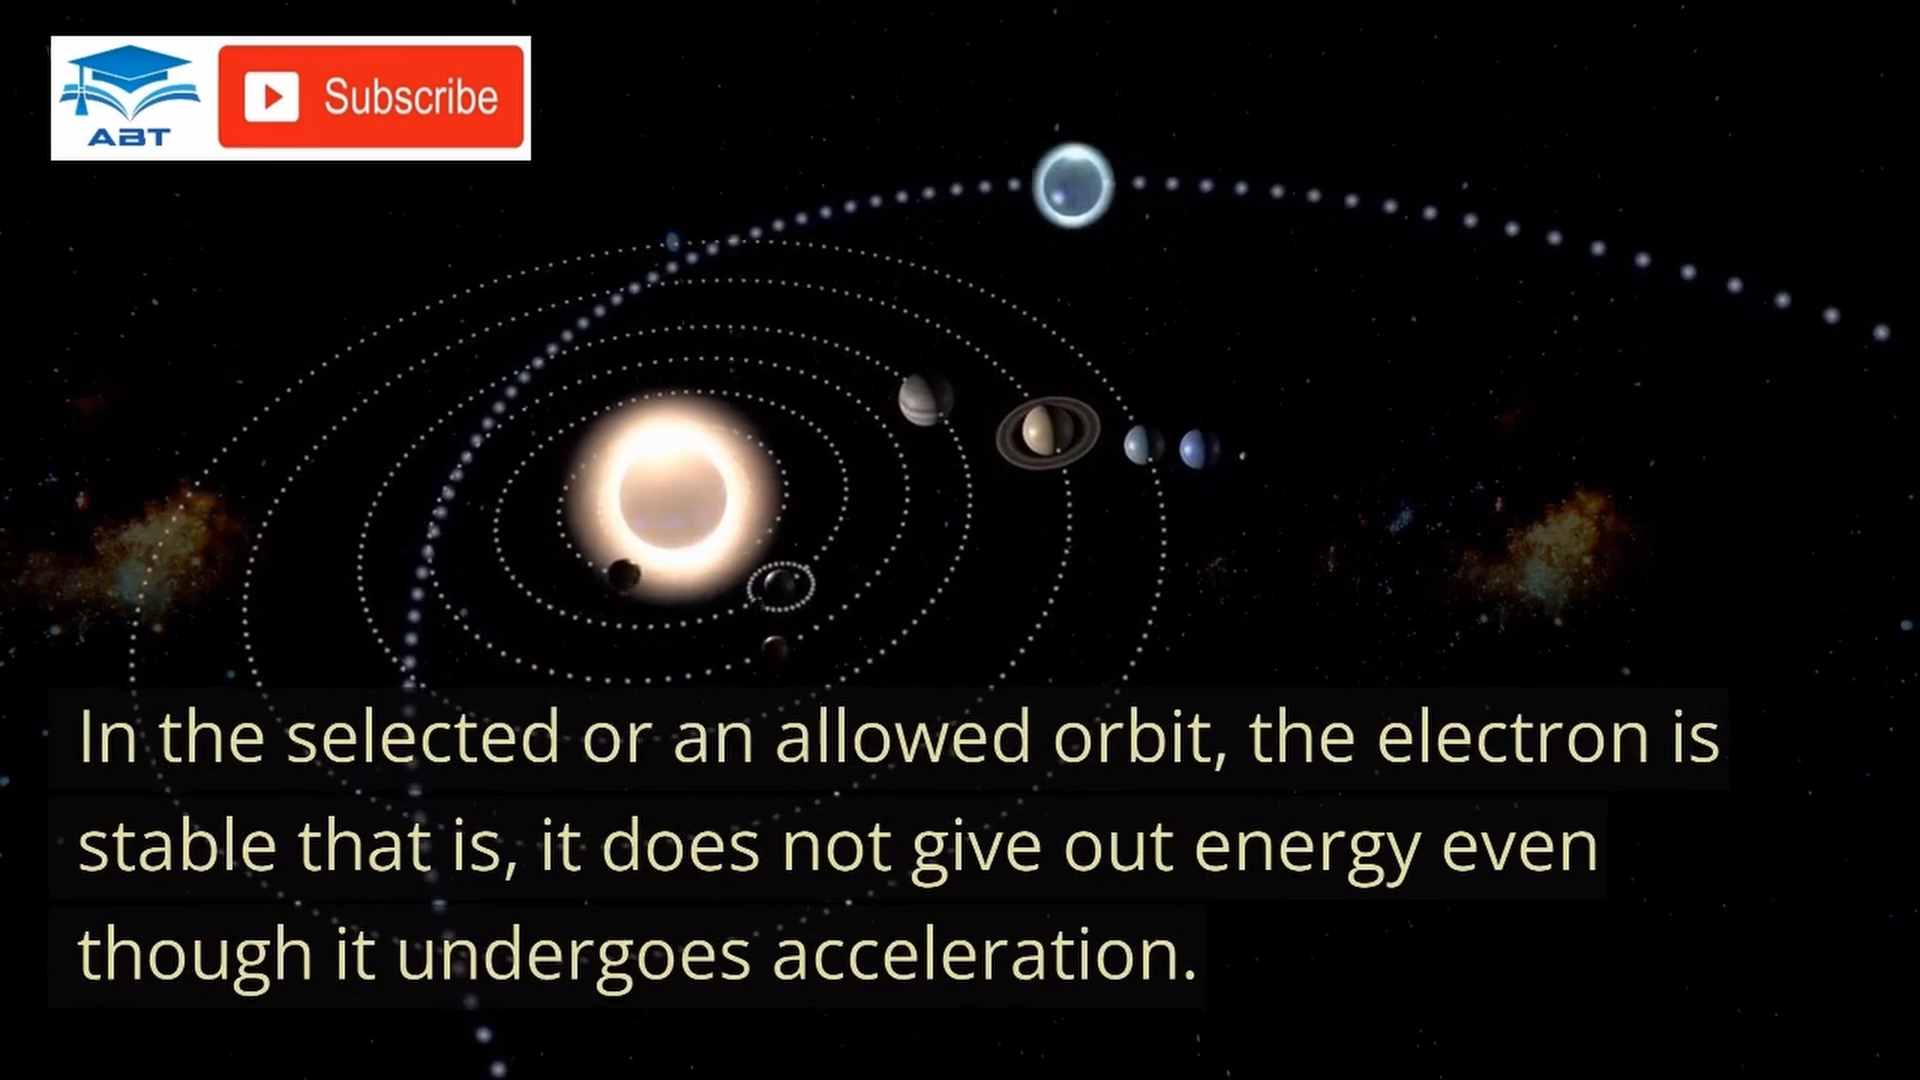 ABT
Subscribe
In the selected or an allowed orbit, the electron is
stable that is, it does not give out energy even
though it undergoes acceleration.